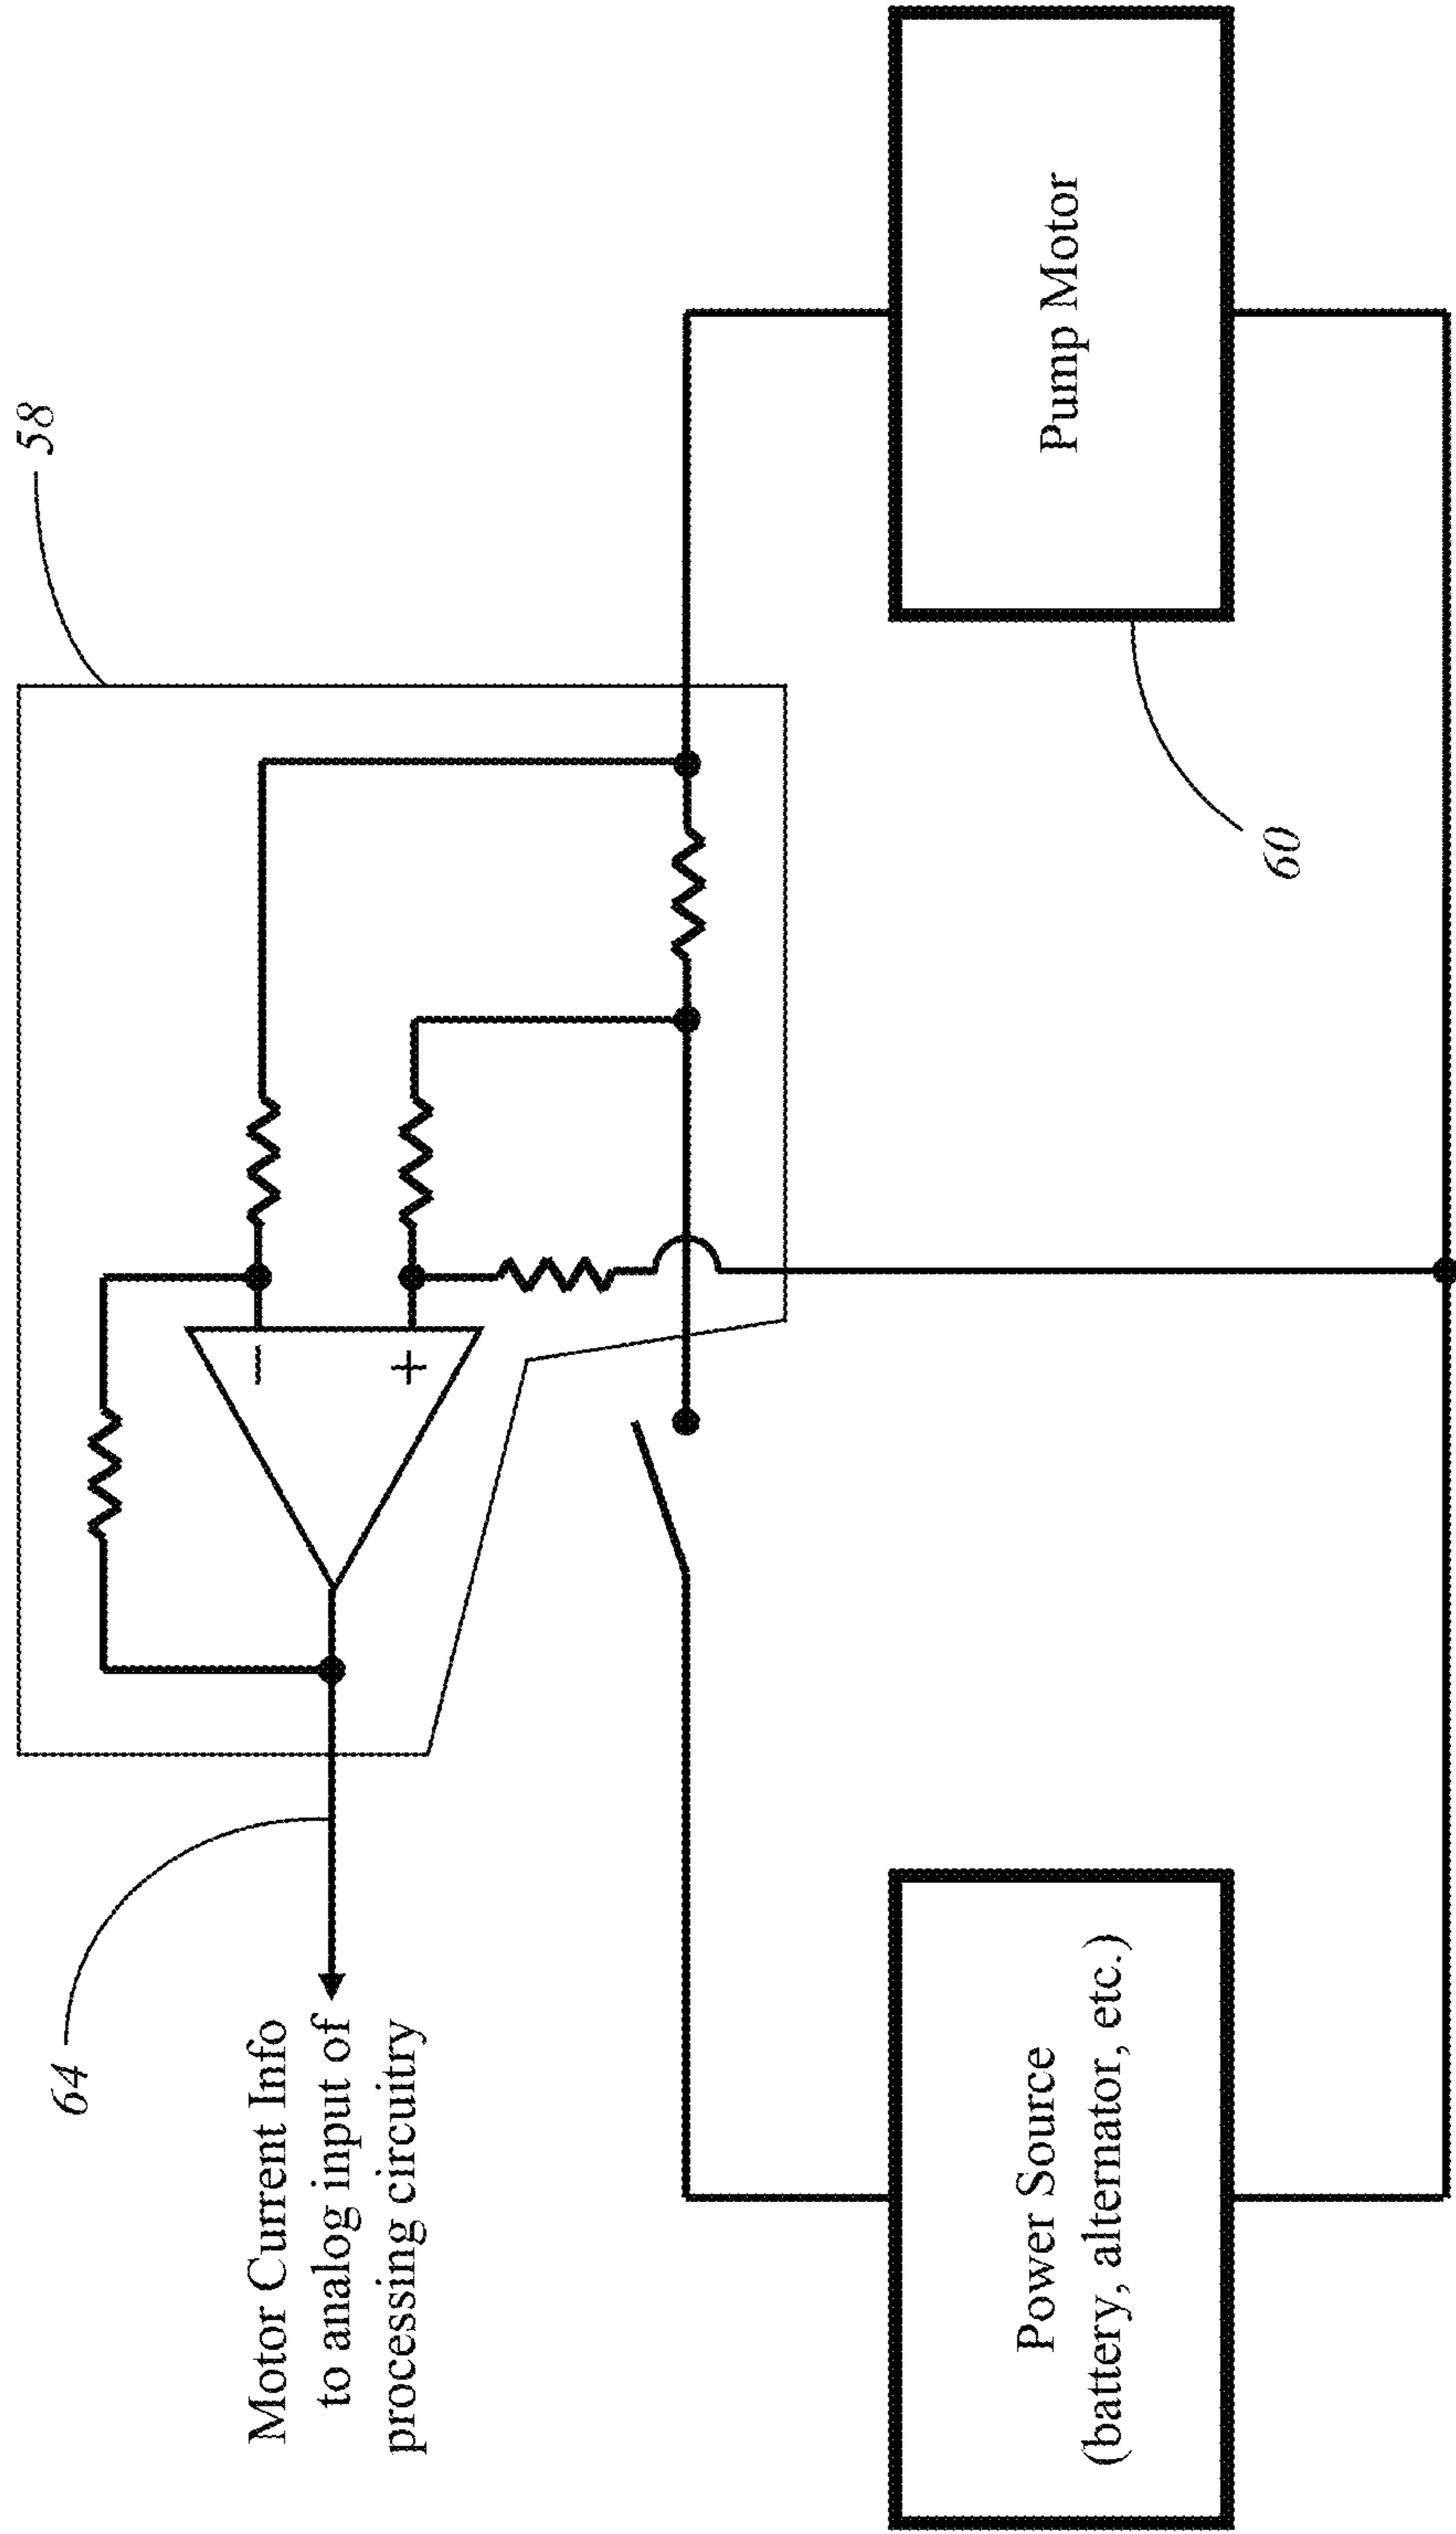 58
64
Motor Current Info
to analog input of
processing circuitry
−
+
Power Source
(battery, alternator, etc.)
Pump Motor
60